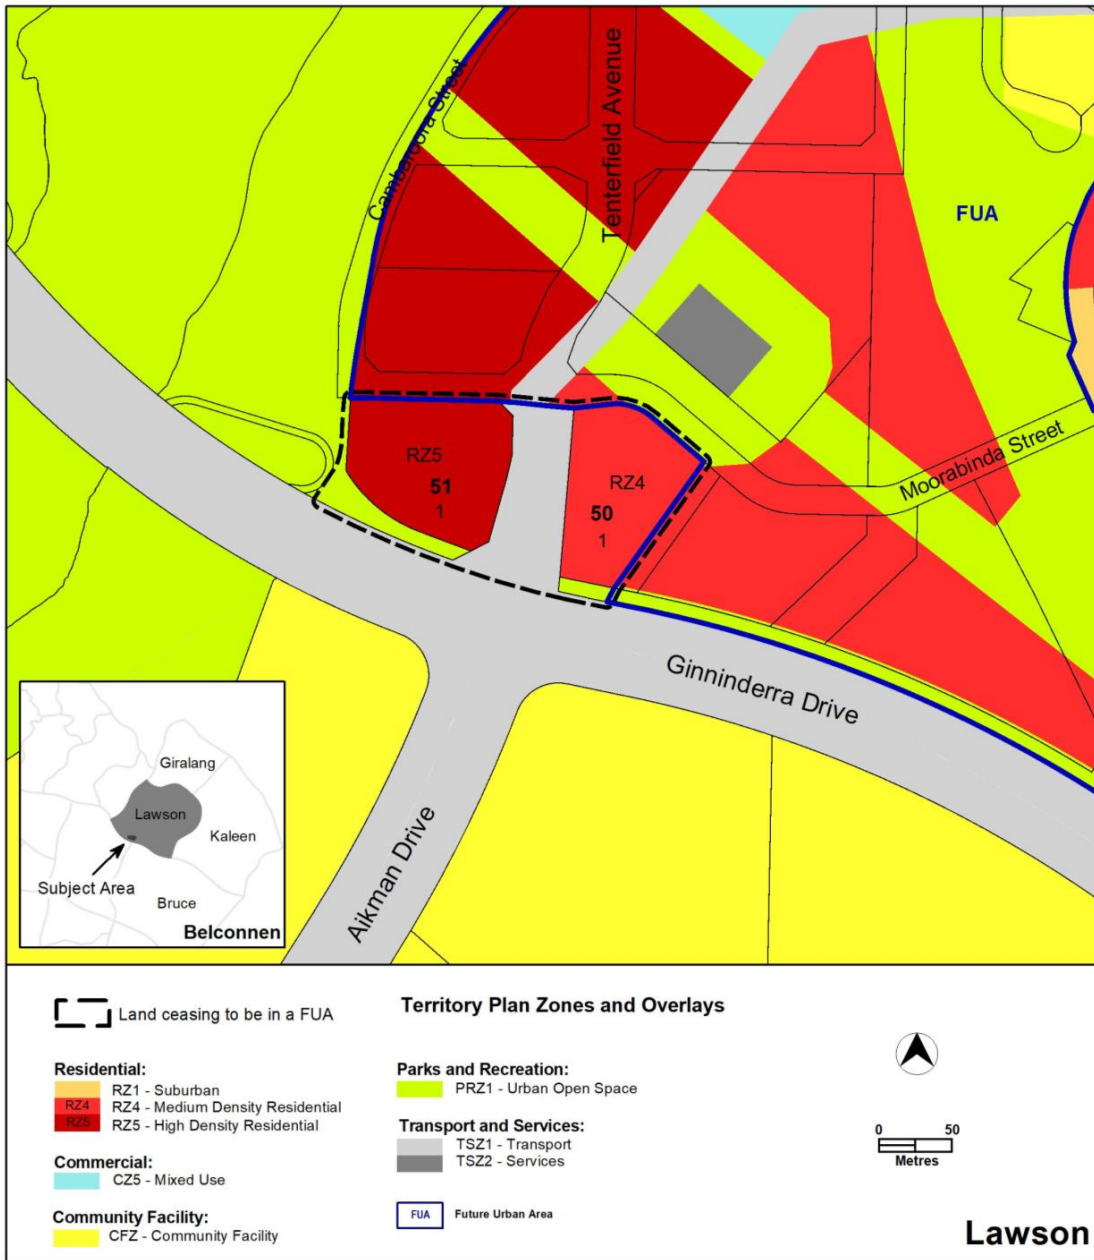 Cambaroora Street
Tenterfield Avenue
FUA
Moorabinda Street
RZ5
51
1
RZ4
50
1
Ginninderra Drive
Aikman Drive
Giralang
Lawson
Kaleen
Subject Area
Bruce
Belconnen
Land ceasing to be in a FUA
Territory Plan Zones and Overlays
Residential:
RZ1 - Suburban
RZ4 RZ4 - Medium Density Residential
RZ5 RZ5 - High Density Residential
Commercial:
CZ5 - Mixed Use
Community Facility:
CFZ - Community Facility
Parks and Recreation:
PRZ1 - Urban Open Space
Transport and Services:
TSZ1 - Transport
TSZ2 - Services
FUA Future Urban Area
0 50
Metres
Lawson